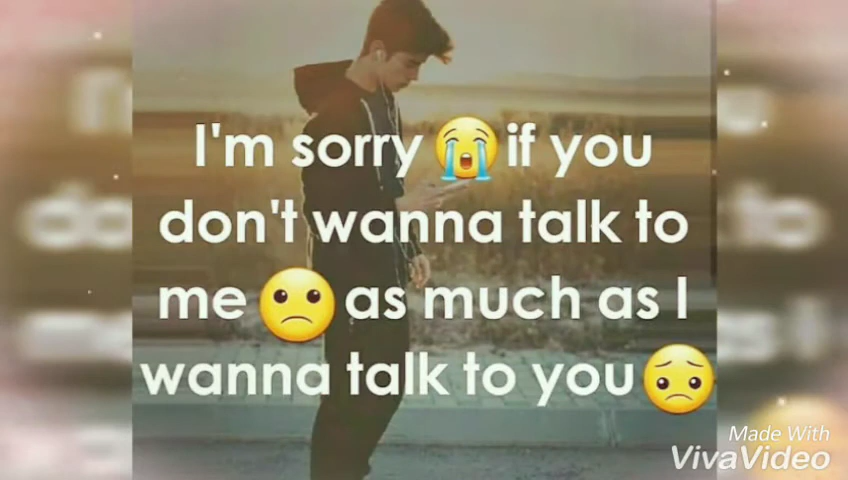 I'm sorry 😭 if you
don't wanna talk to
me 🙁 as much as I
wanna talk to you 😟
Made With
VivaVideo